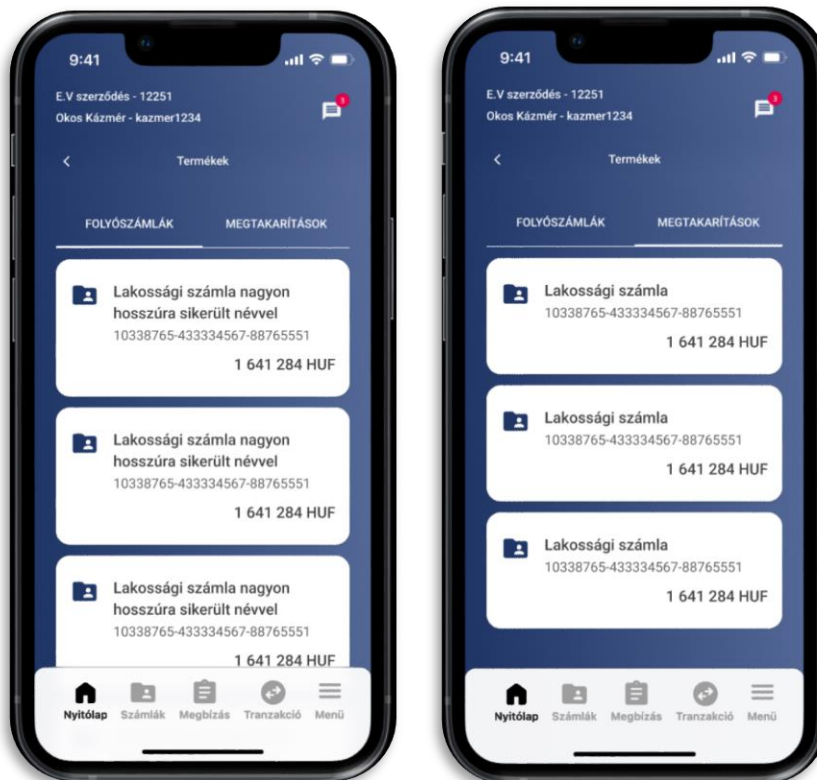 9:41
E.V szerződés - 12251
3
Okos Kázmér - kazmer1234
Termékek
FOLYÓSZÁMLÁK MEGTAKARÍTÁSOK
Lakossági számla nagyon
hosszúra sikerült névvel
10338765-433334567-88765551
1 641 284 HUF
Lakossági számla nagyon
hosszúra sikerült névvel
10338765-433334567-88765551
1 641 284 HUF
Lakossági számla nagyon
hosszúra sikerült névvel
10338765-433334567-88765551
1 641 284 HUF
Nyitólap Számlák Megbízás Tranzakció Menü
9:41
E.V szerződés - 12251
3
Okos Kázmér - kazmer1234
Termékek
FOLYÓSZÁMLÁK MEGTAKARÍTÁSOK
Lakossági számla
10338765-433334567-88765551
1 641 284 HUF
Lakossági számla
10338765-433334567-88765551
1 641 284 HUF
Lakossági számla
10338765-433334567-88765551
1 641 284 HUF
Nyitólap Számlák Megbízás Tranzakció Menü